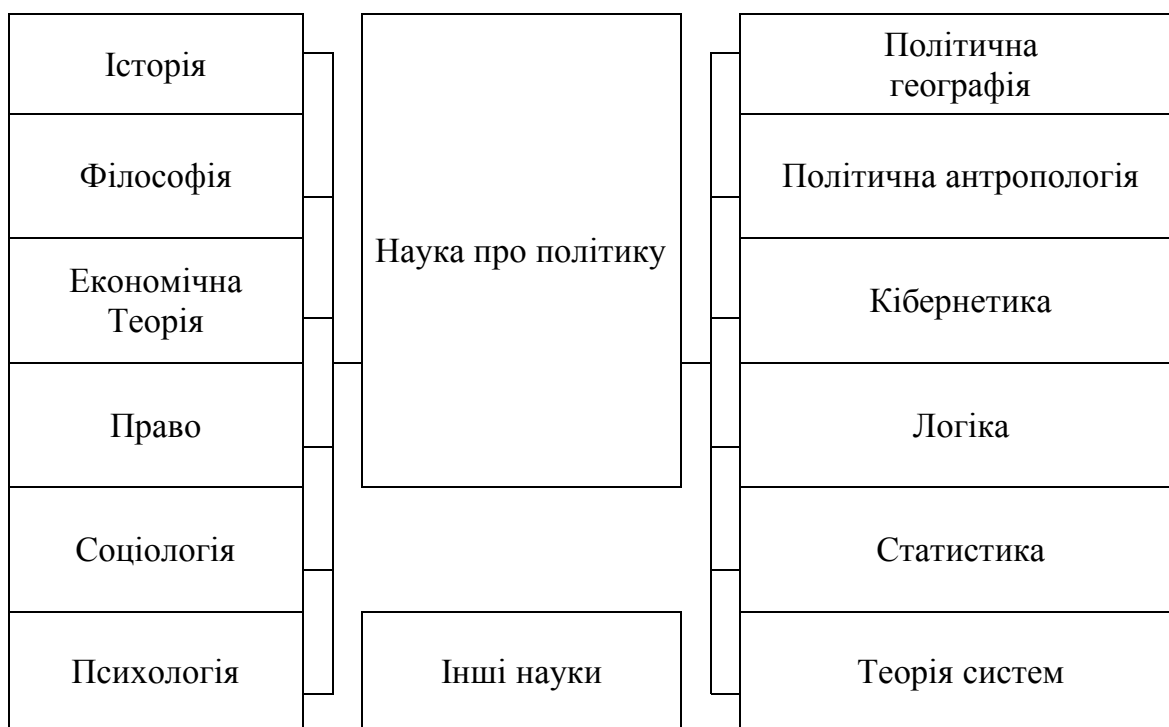 Історія
Філософія
Економічна
Теорія
Право
Соціологія
Психологія
Наука про політику
Інші науки
Політична
географія
Політична антропологія
Кібернетика
Логіка
Статистика
Теорія систем